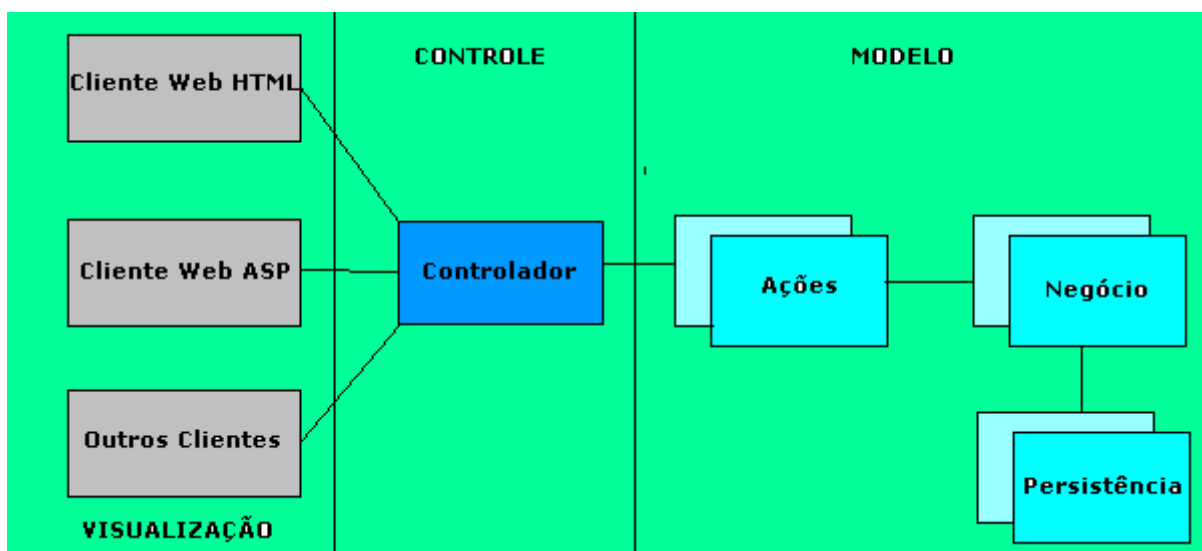 CONTROLE
MODELO
Cliente Web HTML
Cliente Web ASP
Controlador
Ações
Negócio
Outros Clientes
Persistência
VISUALIZAÇÃO